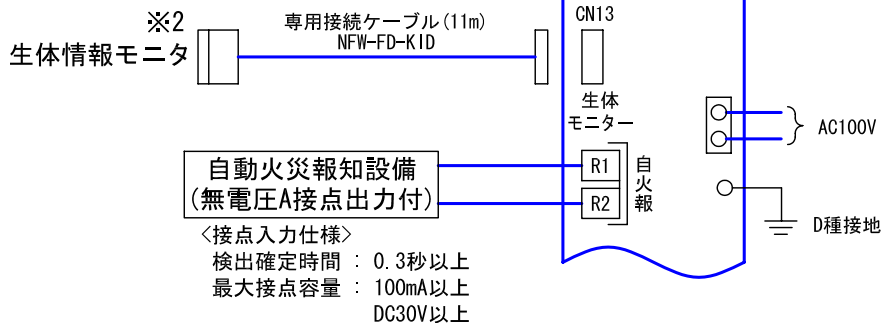 ※2
生体情報モニタ
専用接続ケーブル(11m)
NFW-FD-KID
CN13
生体
モニター
AC100V
自動火災報知設備
(無電圧A接点出力付)
R1
R2
自火報
D種接地
〈接点入力仕様〉
検出確定時間 : 0.3秒以上
最大接点容量 : 100mA以上
DC30V以上